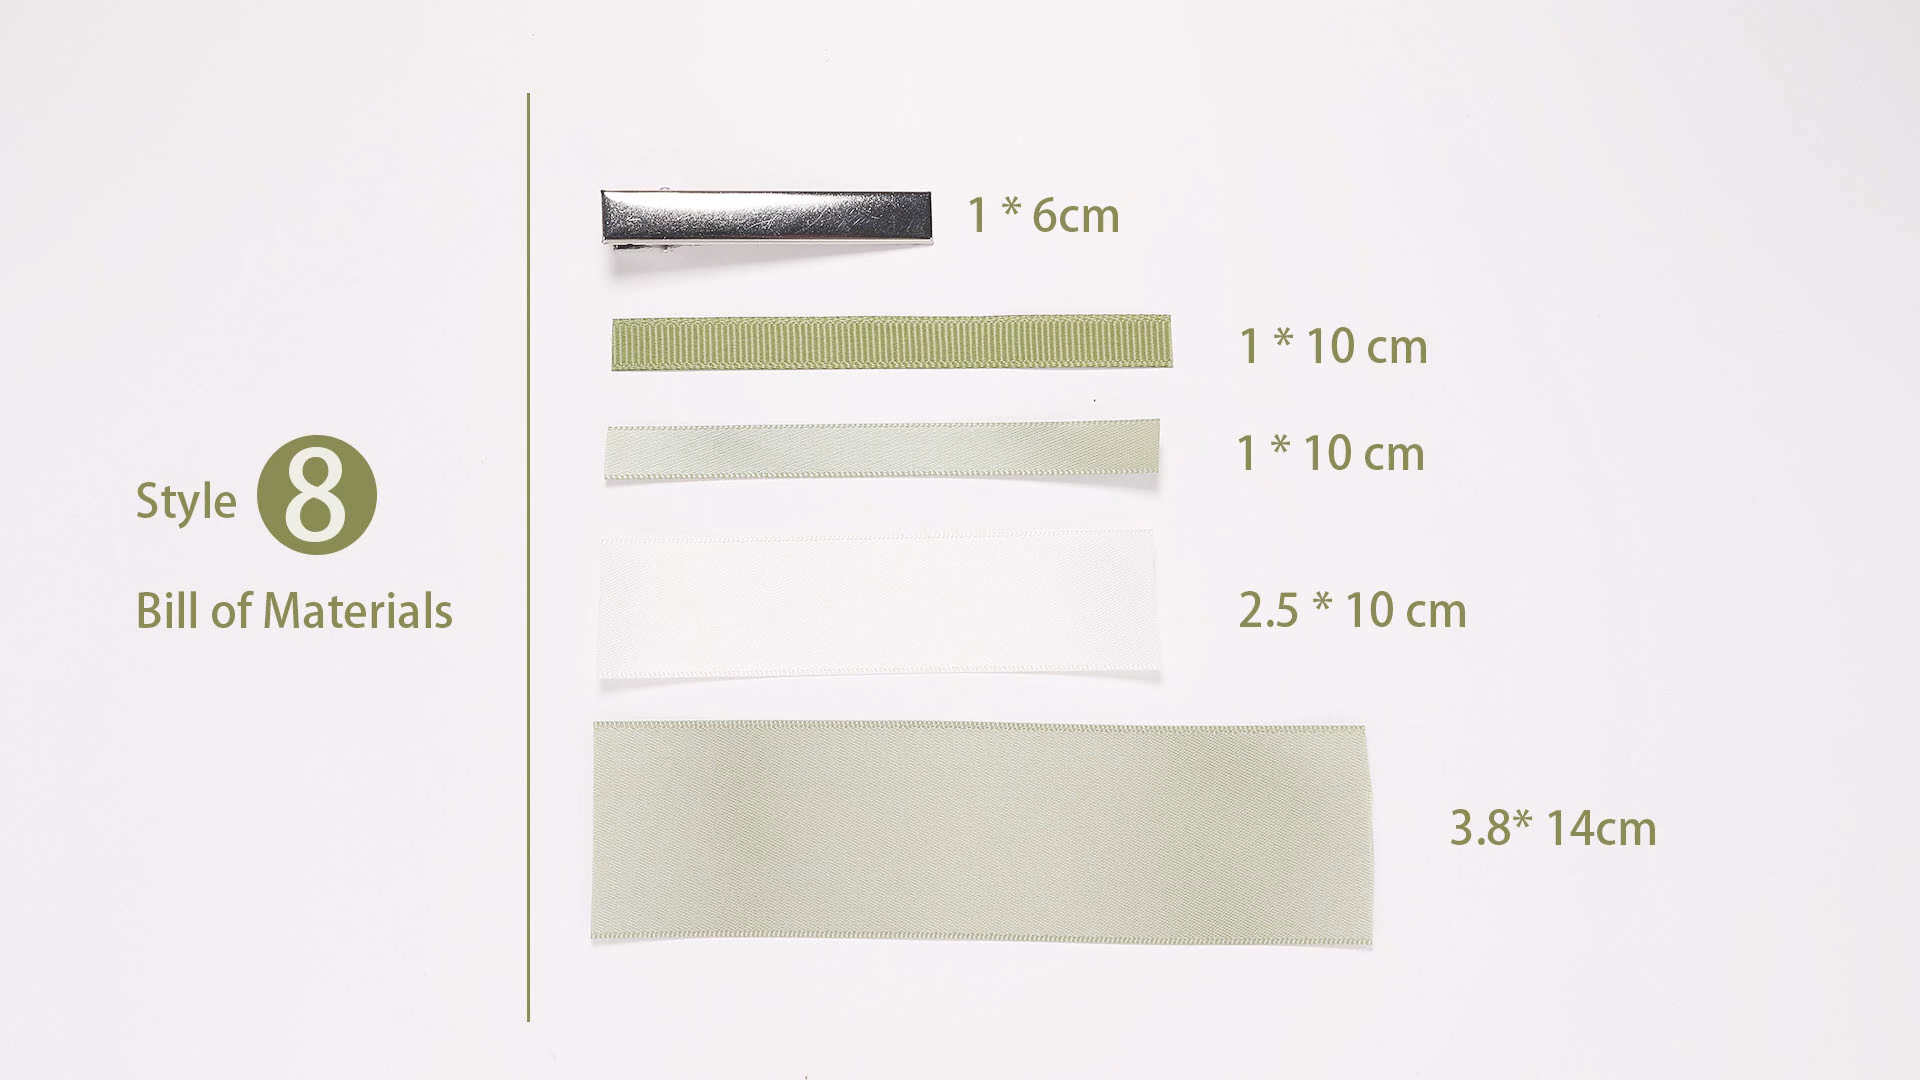 Style 8
Bill of Materials
1 * 6cm
1 * 10 cm
1 * 10 cm
2.5 * 10 cm
3.8* 14cm